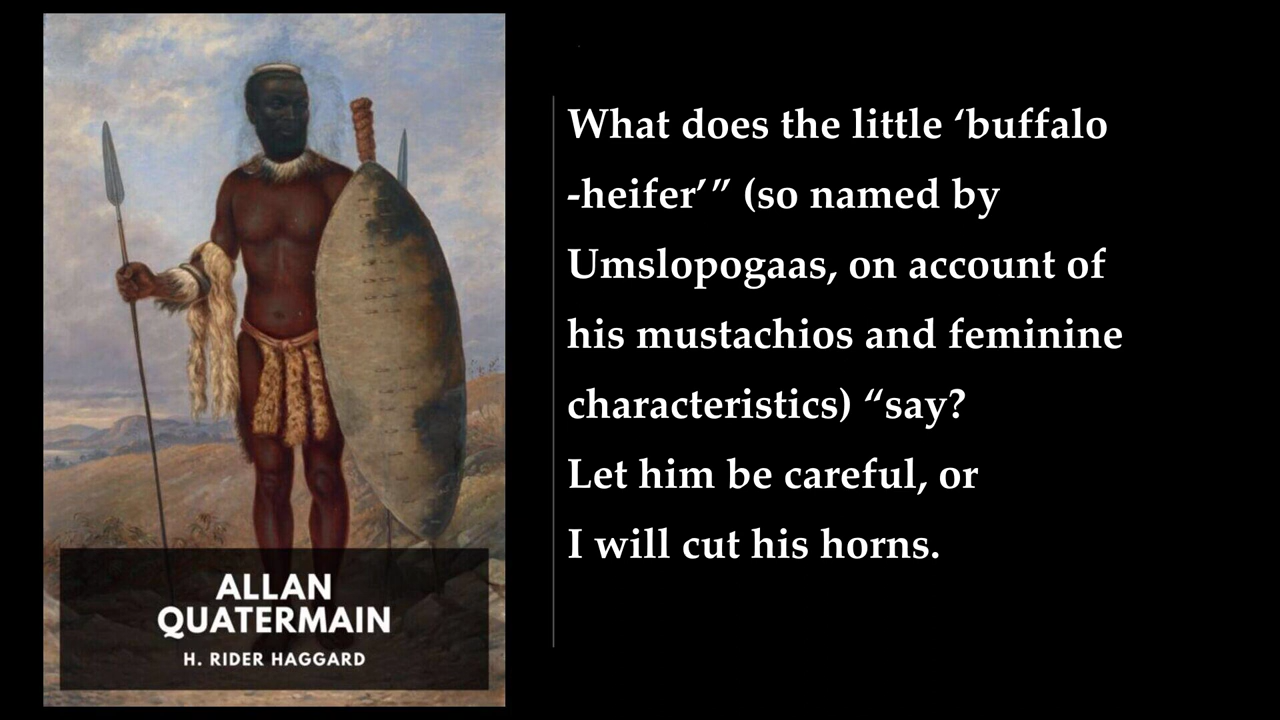 ALLAN
QUATERMAIN
H. RIDER HAGGARD
What does the little ‘buffalo
-heifer’” (so named by
Umslopogaas, on account of
his mustachios and feminine
characteristics) “say?
Let him be careful, or
I will cut his horns.